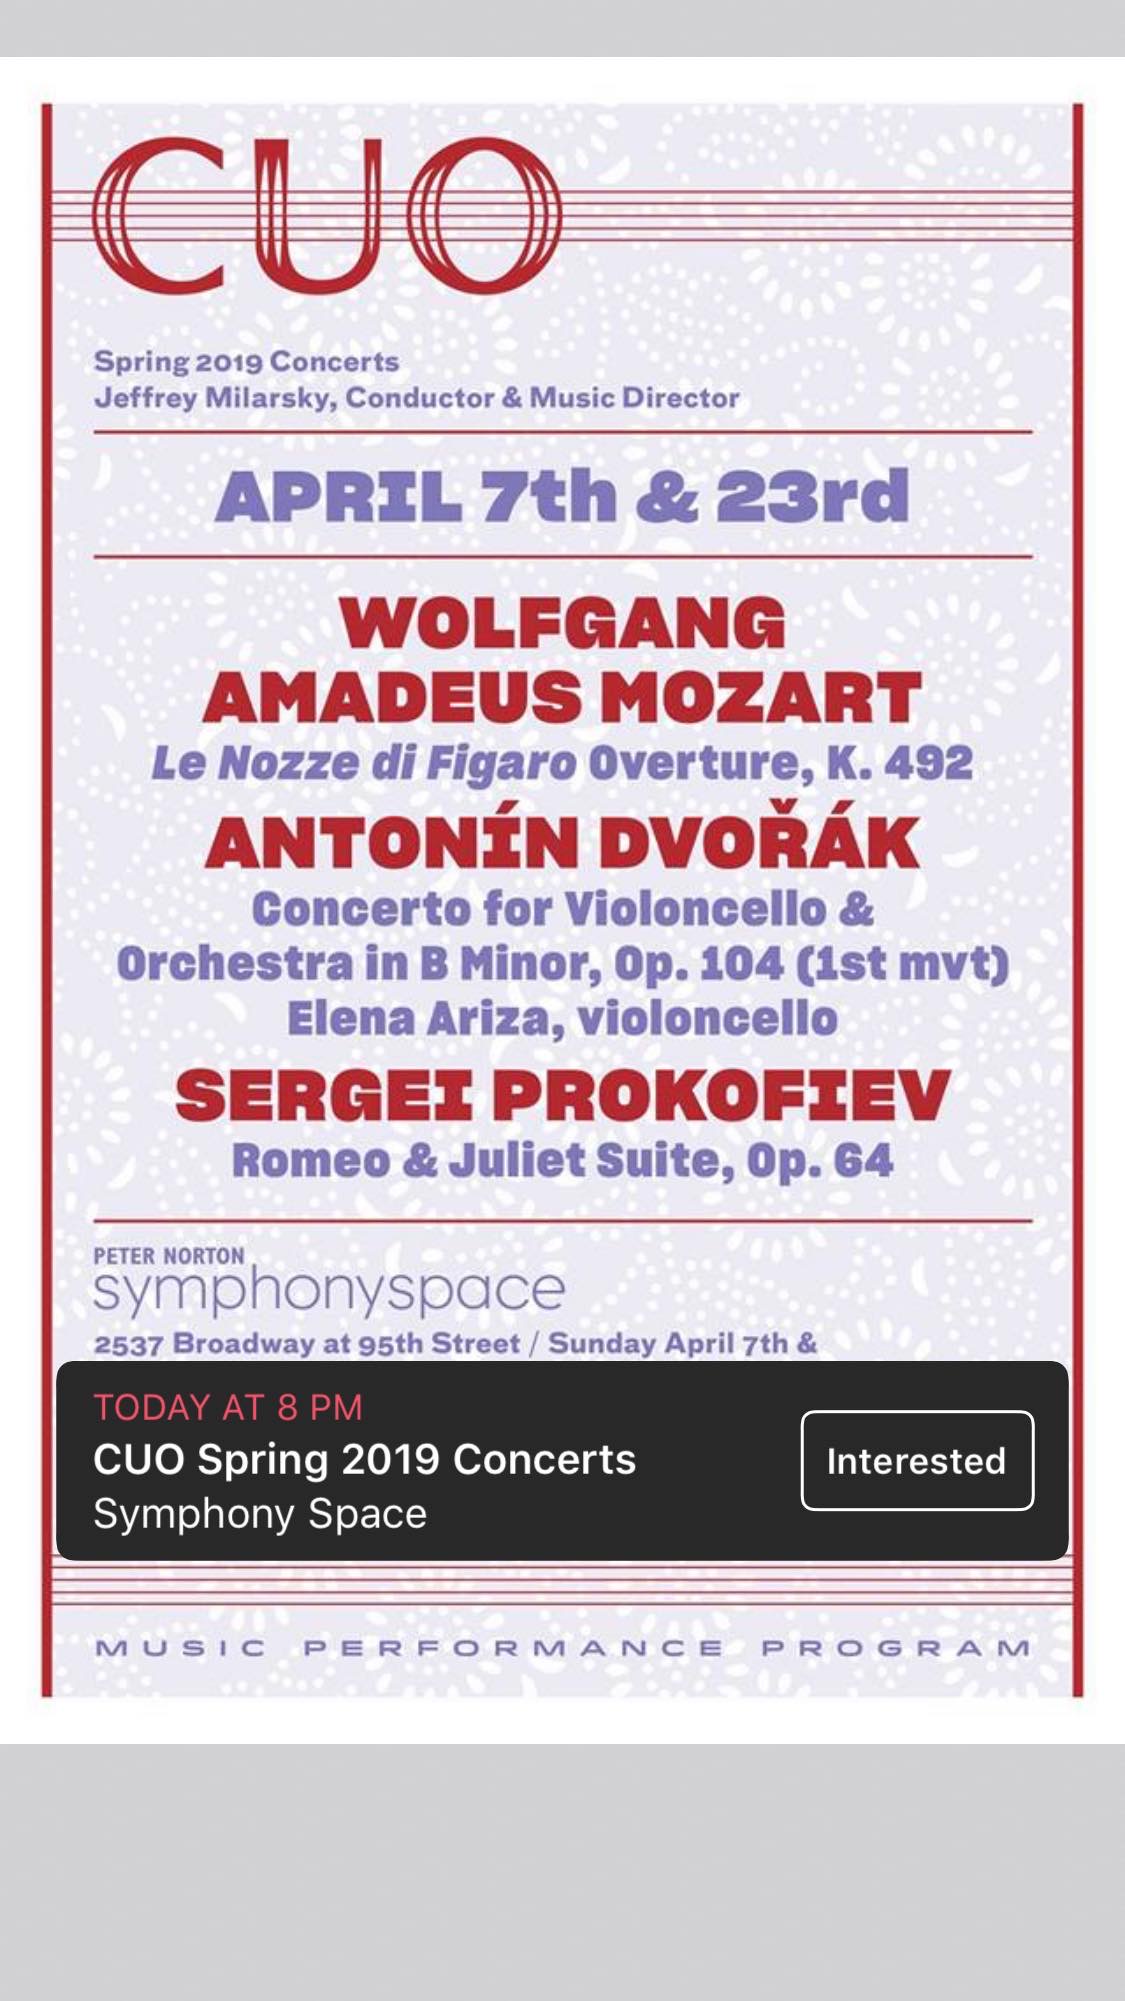 CUO
Spring 2019 Concerts
Jeffrey Milarsky, Conductor & Music Director
APRIL 7th & 23rd
WOLFGANG
AMADEUS MOZART
Le Nozze di Figaro Overture, K. 492
ANTONÍN DVOŘÁK
Concerto for Violoncello &
Orchestra in B Minor, Op. 104 (1st mvt)
Elena Ariza, violoncello
SERGEI PROKOFIEV
Romeo & Juliet Suite, Op. 64
PETER NORTON
symphonyspace
2537 Broadway at 95th Street / Sunday April 7th &
TODAY AT 8 PM
CUO Spring 2019 Concerts
Symphony Space
Interested
MUSIC PERFORMANCE PROGRAM